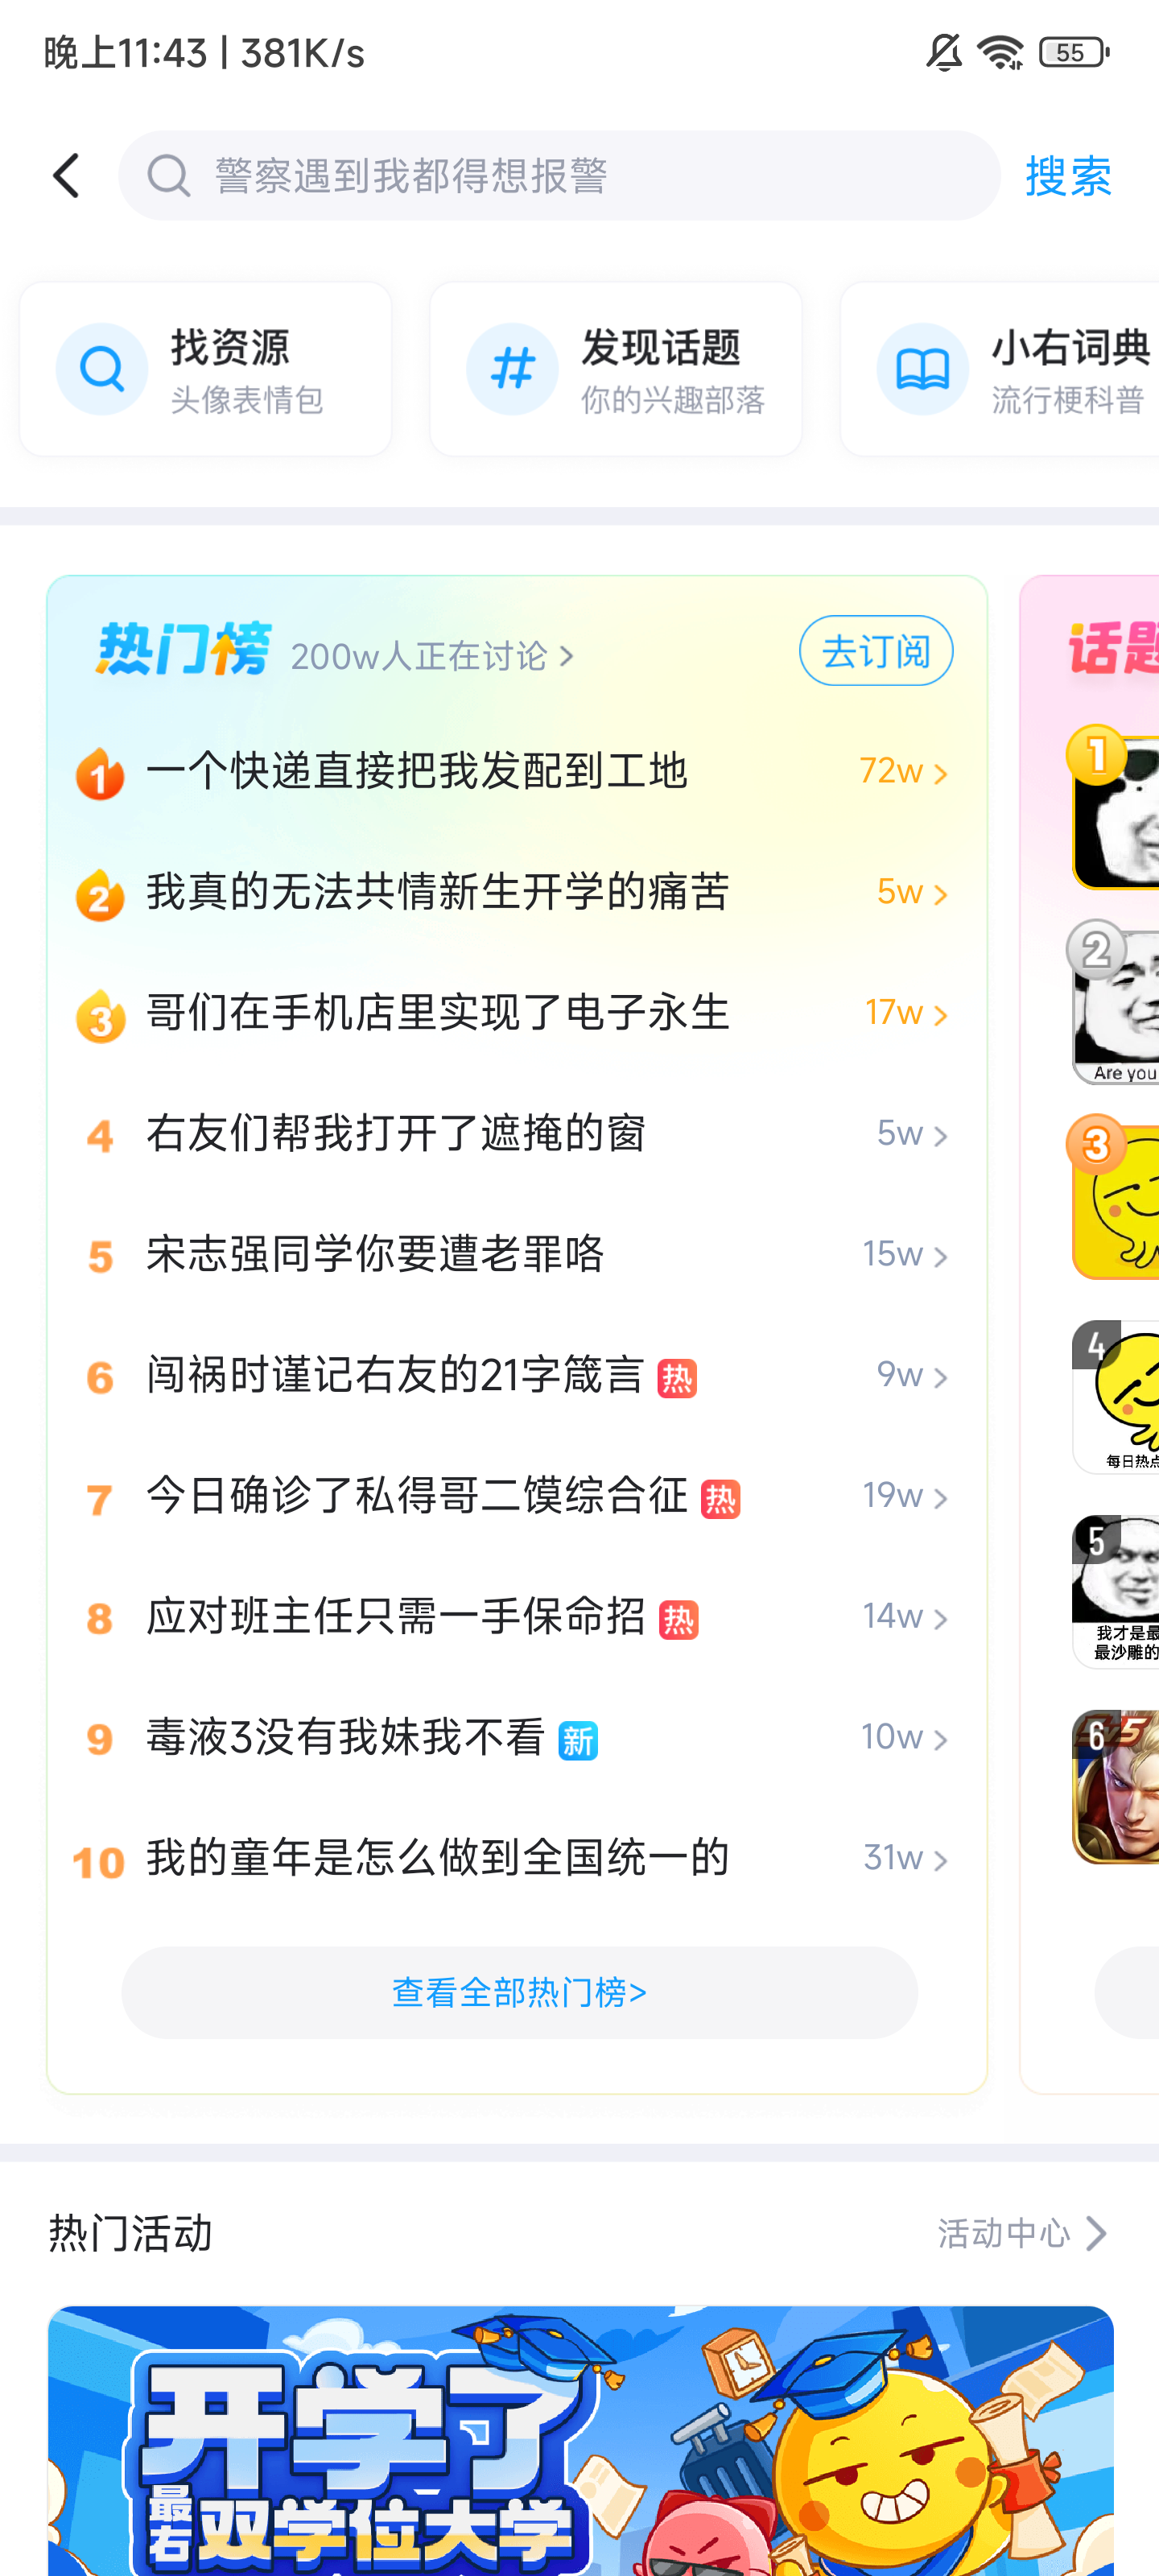 晚上11:43 | 381K/s
55
警察遇到我都得想报警
搜索
找资源
头像表情包
发现话题
你的兴趣部落
小右词典
流行梗科普
热门榜 200w人正在讨论 >
去订阅
1 一个快递直接把我发配到工地 72w >
2 我真的无法共情新生开学的痛苦 5w >
3 哥们在手机店里实现了电子永生 17w >
4 右友们帮我打开了遮掩的窗 5w >
5 宋志强同学你要遭老罪咯 15w >
6 闯祸时谨记右友的21字箴言 热 9w >
7 今日确诊了私得哥二馍综合征 热 19w >
8 应对班主任只需一手保命招 热 14w >
9 毒液3没有我妹我不看 新 10w >
10 我的童年是怎么做到全国统一的 31w >
查看全部热门榜>
话题
1
2
Are you
3
4
每日热点
5
我才是最
最沙雕的
6
热门活动
活动中心 >
开学了
最右双学位大学